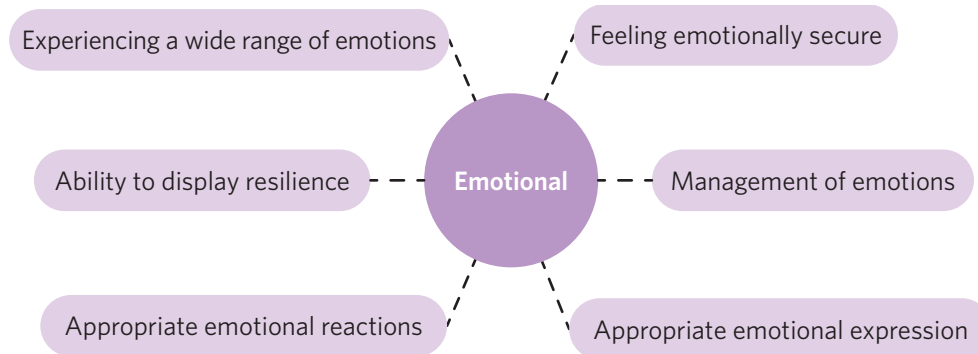 Experiencing a wide range of emotions
Feeling emotionally secure
Ability to display resilience
Emotional
Management of emotions
Appropriate emotional reactions
Appropriate emotional expression